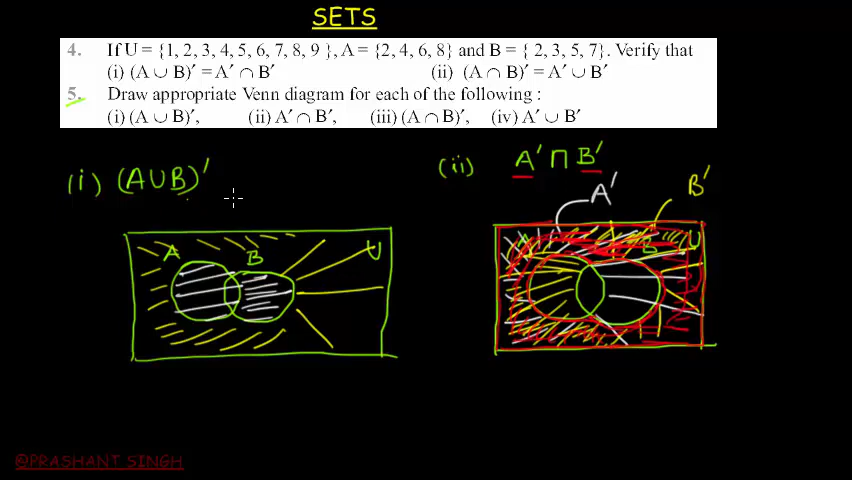 SETS
4. If U = {1, 2, 3, 4, 5, 6, 7, 8, 9 }, A = {2, 4, 6, 8} and B = { 2, 3, 5, 7}. Verify that
(i) (A ∪ B)′ = A′ ∩ B′ (ii) (A ∩ B)′ = A′ ∪ B′
5. Draw appropriate Venn diagram for each of the following :
(i) (A ∪ B)′, (ii) A′ ∩ B′, (iii) (A ∩ B)′, (iv) A′ ∪ B′
(i) (A∪B)′
(ii) A′ ∩ B′
A′ B′
A B U
A B U
@PRASHANT SINGH